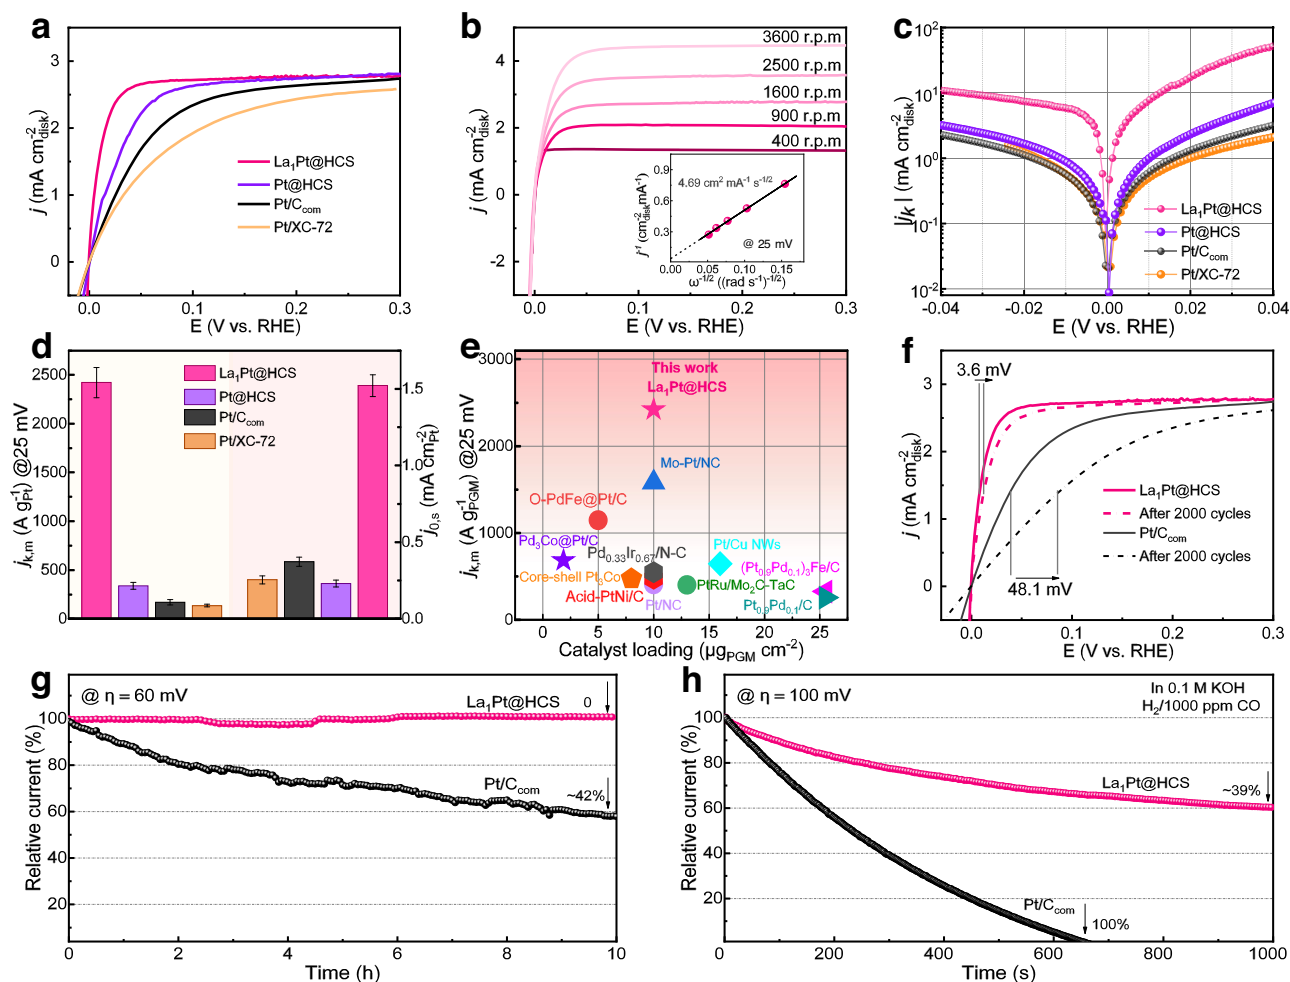 a
3
2
1
0
j (mA cm⁻²disk)
La₁Pt@HCS
Pt@HCS
Pt/Ccom
Pt/XC-72
0.0 0.1 0.2 0.3
E (V vs. RHE)
b
4
2
0
-2
j (mA cm⁻²disk)
3600 r.p.m
2500 r.p.m
1600 r.p.m
900 r.p.m
400 r.p.m
0.9
0.6
0.3
j⁻¹ (cm²disk mA⁻¹)
4.69 cm² mA⁻¹ s⁻¹/²
@ 25 mV
0.00 0.05 0.10 0.15
ω⁻¹/² ((rad s⁻¹)⁻¹/²)
0.0 0.1 0.2 0.3
E (V vs. RHE)
c
10²
10¹
10⁰
10⁻¹
10⁻²
|jk| (mA cm⁻²disk)
La₁Pt@HCS
Pt@HCS
Pt/Ccom
Pt/XC-72
-0.04 -0.02 0.00 0.02 0.04
E (V vs. RHE)
d
2500
2000
1500
1000
500
0
jk,m (A g⁻¹Pt) @25 mV
La₁Pt@HCS
Pt@HCS
Pt/Ccom
Pt/XC-72
1.5
1.0
0.5
0.0
j0,s (mA cm⁻²Pt)
e
3000
2000
1000
0
jk,m (A g⁻¹PGM) @25 mV
This work
La₁Pt@HCS
Mo-Pt/NC
O-PdFe@Pt/C
Pd₃Co@Pt/C
Pd0.33Ir0.67/N-C
Pt/Cu NWs
Core-shell Pt₃Co
(Pt0.9Pd0.1)₃Fe/C
PtRu/Mo₂C-TaC
Acid-PtNi/C
Pt/NC
Pt0.9Pd0.1/C
0 5 10 15 20 25
Catalyst loading (μgPGM cm⁻²)
f
3
2
1
0
j (mA cm⁻²disk)
3.6 mV
La₁Pt@HCS
After 2000 cycles
Pt/Ccom
After 2000 cycles
48.1 mV
0.0 0.1 0.2 0.3
E (V vs. RHE)
g
@ η = 60 mV
La₁Pt@HCS 0
100
80
60
40
20
Relative current (%)
Pt/Ccom
~42%
0 2 4 6 8 10
Time (h)
h
@ η = 100 mV
In 0.1 M KOH
H₂/1000 ppm CO
100
80
60
40
20
Relative current (%)
La₁Pt@HCS
~39%
Pt/Ccom
100%
0 200 400 600 800 1000
Time (s)